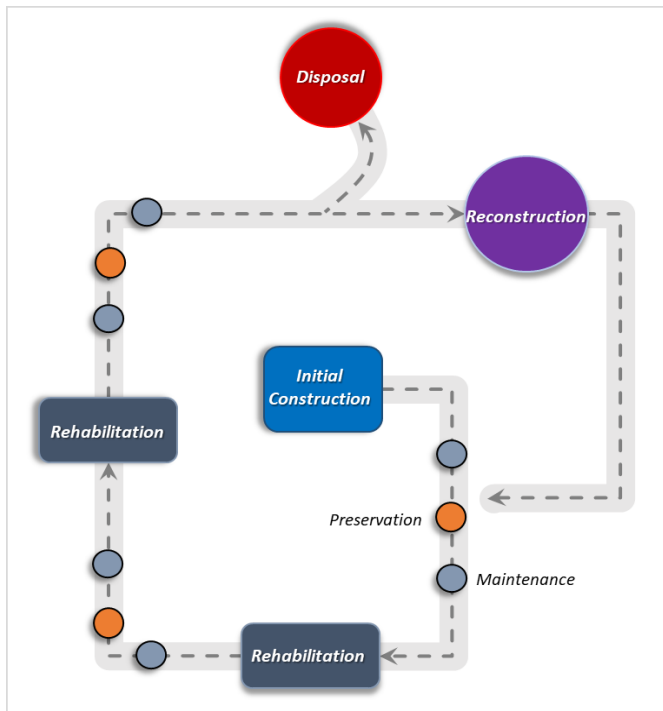 Disposal
Reconstruction
Initial
Construction
Rehabilitation
Preservation
Maintenance
Rehabilitation